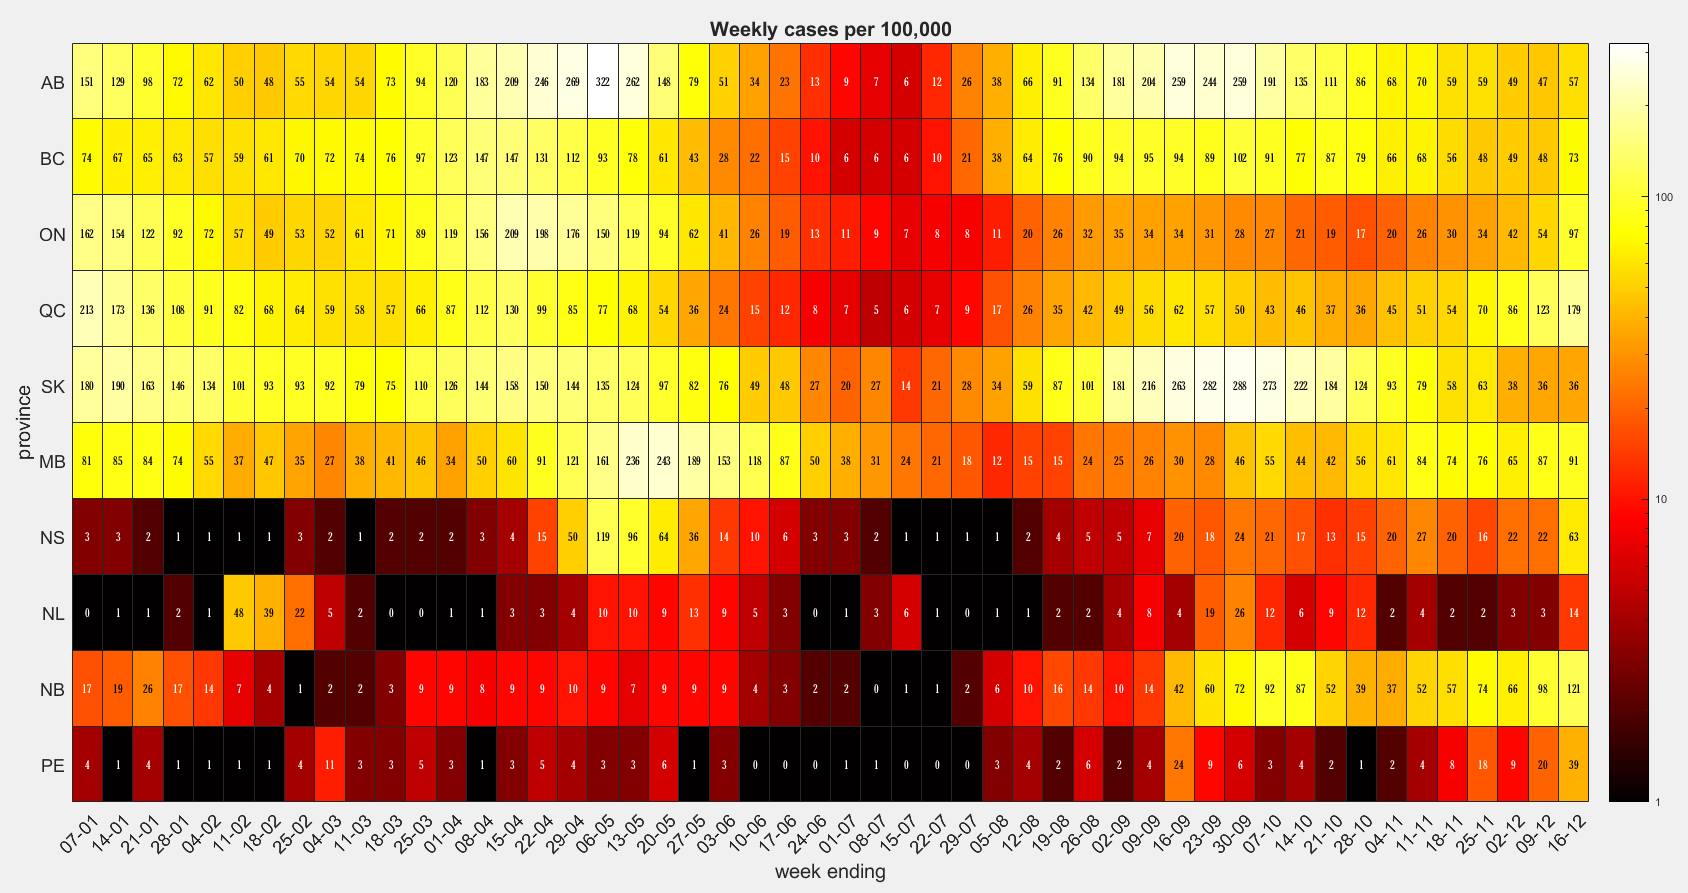 Weekly cases per 100,000
AB 151 129 98 72 62 50 48 55 54 54 73 94 120 183 209 246 269 322 262 148 79 51 34 23 13 9 7 6 12 26 38 66 91 134 181 204 259 244 259 191 135 111 86 68 70 59 59 49 47 57
BC 74 67 65 63 57 59 61 70 72 74 76 97 123 147 147 131 112 93 78 61 43 28 22 15 10 6 6 6 10 21 38 64 76 90 94 95 94 89 102 91 77 87 79 66 68 56 48 49 48 73
100
ON 162 154 122 92 72 57 49 53 52 61 71 89 119 156 209 198 176 150 119 94 62 41 26 19 13 11 9 7 8 8 11 20 26 32 35 34 34 31 28 27 21 19 17 20 26 30 34 42 54 97
QC 213 173 136 108 91 82 68 64 59 58 57 66 87 112 130 99 85 77 68 54 36 24 15 12 8 7 5 6 7 9 17 26 35 42 49 56 62 57 50 43 46 37 36 45 51 54 70 86 123 179
SK 180 190 163 146 134 101 93 93 92 79 75 110 126 144 158 150 144 135 124 97 82 76 49 48 27 20 27 14 21 28 34 59 87 101 181 216 263 282 288 273 222 184 124 93 79 58 63 38 36 36
province
MB 81 85 84 74 55 37 47 35 27 38 41 46 34 50 60 91 121 161 236 243 189 153 118 87 50 38 31 24 21 18 12 15 15 24 25 26 30 28 46 55 44 42 56 61 84 74 76 65 87 91
10
NS 3 3 2 1 1 1 1 3 2 1 2 2 2 3 4 15 50 119 96 64 36 14 10 6 3 3 2 1 1 1 1 2 4 5 5 7 20 18 24 21 17 13 15 20 27 20 16 22 22 63
NL 0 1 1 2 1 48 39 22 5 2 0 0 1 1 3 3 4 10 10 9 13 9 5 3 0 1 3 6 1 0 1 1 2 2 4 8 4 19 26 12 6 9 12 2 4 2 2 3 3 14
NB 17 19 26 17 14 7 4 1 2 2 3 9 9 8 9 9 10 9 7 9 9 9 4 3 2 2 0 1 1 2 6 10 16 14 10 14 42 60 72 92 87 52 39 37 52 57 74 66 98 121
PE 4 1 4 1 1 1 1 4 11 3 3 5 3 1 3 5 4 3 3 6 1 3 0 0 0 1 1 0 0 0 3 4 2 6 2 4 24 9 6 3 4 2 1 2 4 8 18 9 20 39
1
07-01 14-01 21-01 28-01 04-02 11-02 18-02 25-02 04-03 11-03 18-03 25-03 01-04 08-04 15-04 22-04 29-04 06-05 13-05 20-05 27-05 03-06 10-06 17-06 24-06 01-07 08-07 15-07 22-07 29-07 05-08 12-08 19-08 26-08 02-09 09-09 16-09 23-09 30-09 07-10 14-10 21-10 28-10 04-11 11-11 18-11 25-11 02-12 09-12 16-12
week ending